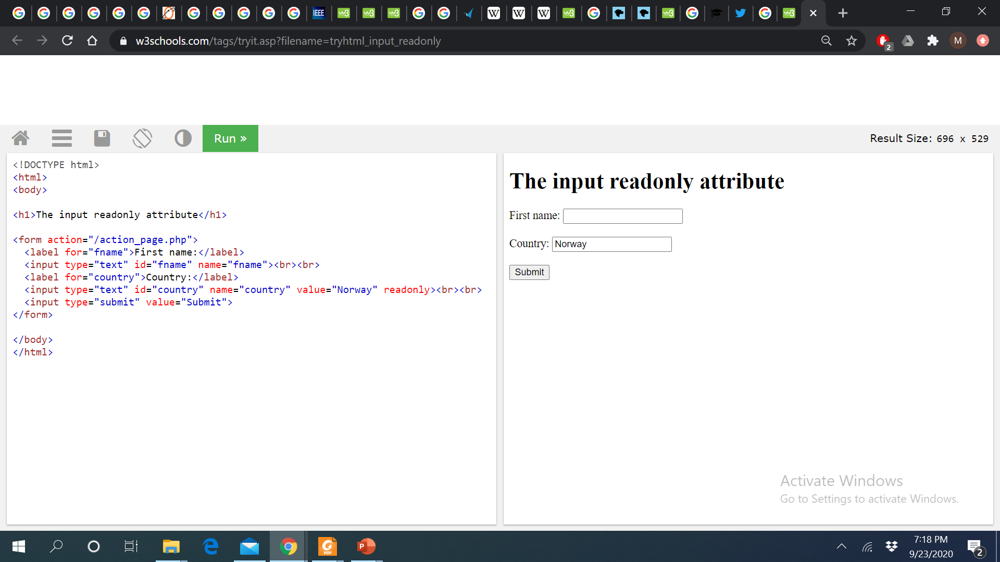 IEEE
w3schools.com/tags/tryit.asp?filename=tryhtml_input_readonly
2
M
Run »
Result Size: 696 x 529
<!DOCTYPE html>
<html>
<body>
<h1>The input readonly attribute</h1>
<form action="/action_page.php">
<label for="fname">First name:</label>
<input type="text" id="fname" name="fname"><br><br>
<label for="country">Country:</label>
<input type="text" id="country" name="country" value="Norway" readonly><br><br>
<input type="submit" value="Submit">
</form>
</body>
</html>
The input readonly attribute
First name:
Country: Norway
Submit
Activate Windows
Go to Settings to activate Windows.
PDF
P
7:18 PM
9/23/2020
2